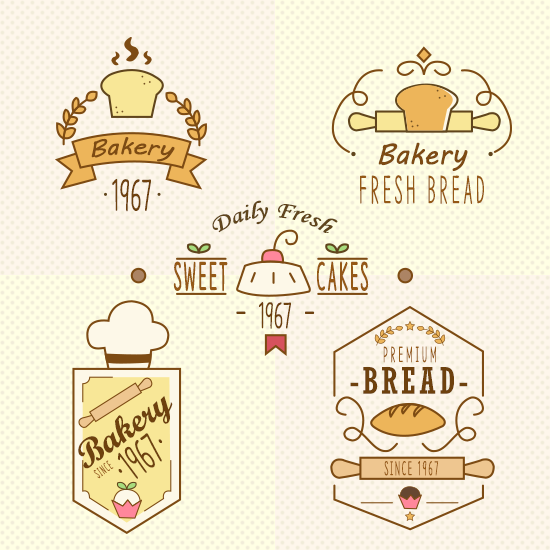 Bakery
·1967·
Bakery
FRESH BREAD
Daily Fresh
SWEET CAKES
- 1967 -
Bakery
SINCE ·1967·
PREMIUM
-BREAD-
SINCE 1967